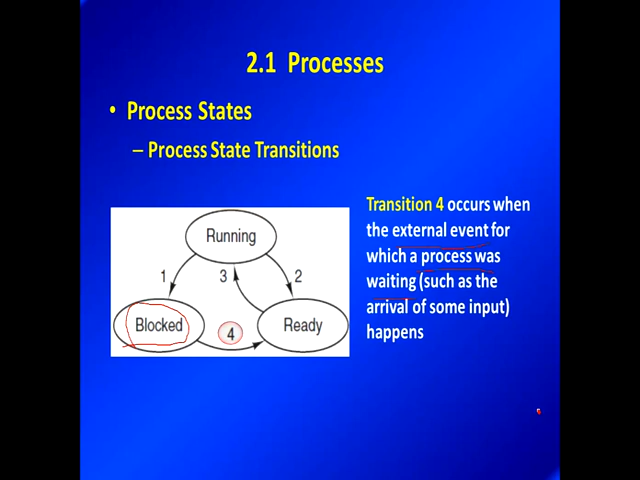 2.1 Processes
• Process States
– Process State Transitions
Transition 4 occurs when
the external event for
which a process was
waiting (such as the
arrival of some input)
happens
Running
1
3
2
Blocked
4
Ready